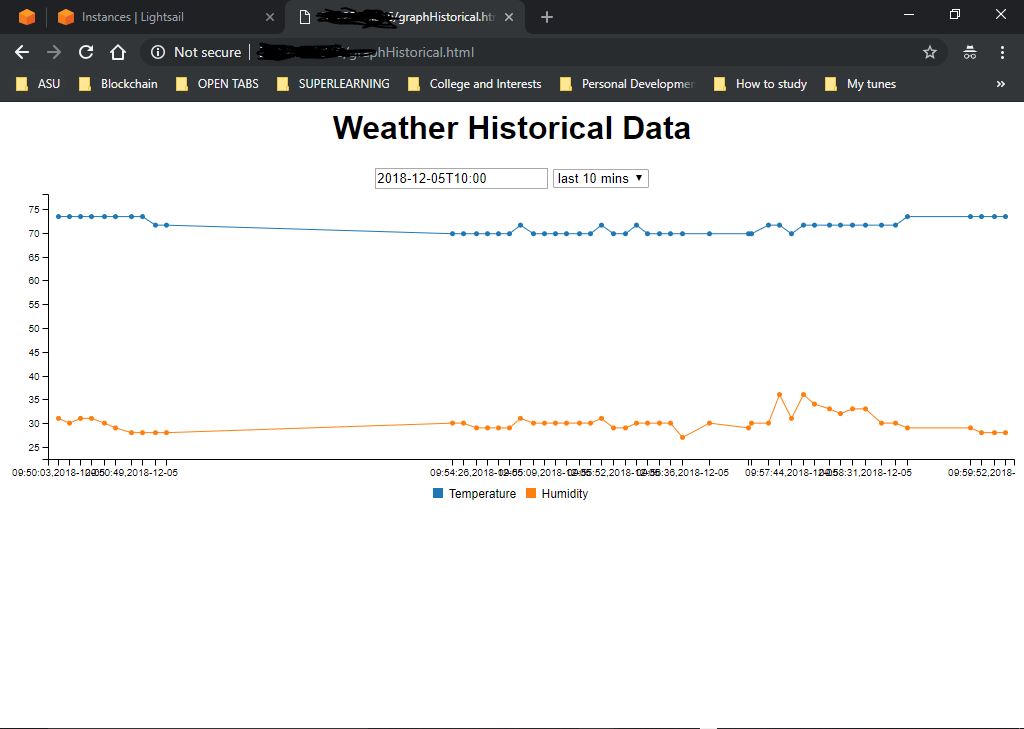 Instances | Lightsail
/graphHistorical.ht
Not secure
/graphHistorical.html
ASU Blockchain OPEN TABS SUPERLEARNING College and Interests Personal Developmen How to study My tunes »
Weather Historical Data
2018-12-05T10:00 last 10 mins
75
70
65
60
55
50
45
40
35
30
25
09:50:03,2018-12-05 09:50:49,2018-12-05 09:54:26,2018-12-05 09:55:09,2018-12-05 09:55:52,2018-12-05 09:56:36,2018-12-05 09:57:44,2018-12-05 09:58:31,2018-12-05 09:59:52,2018-
Temperature Humidity